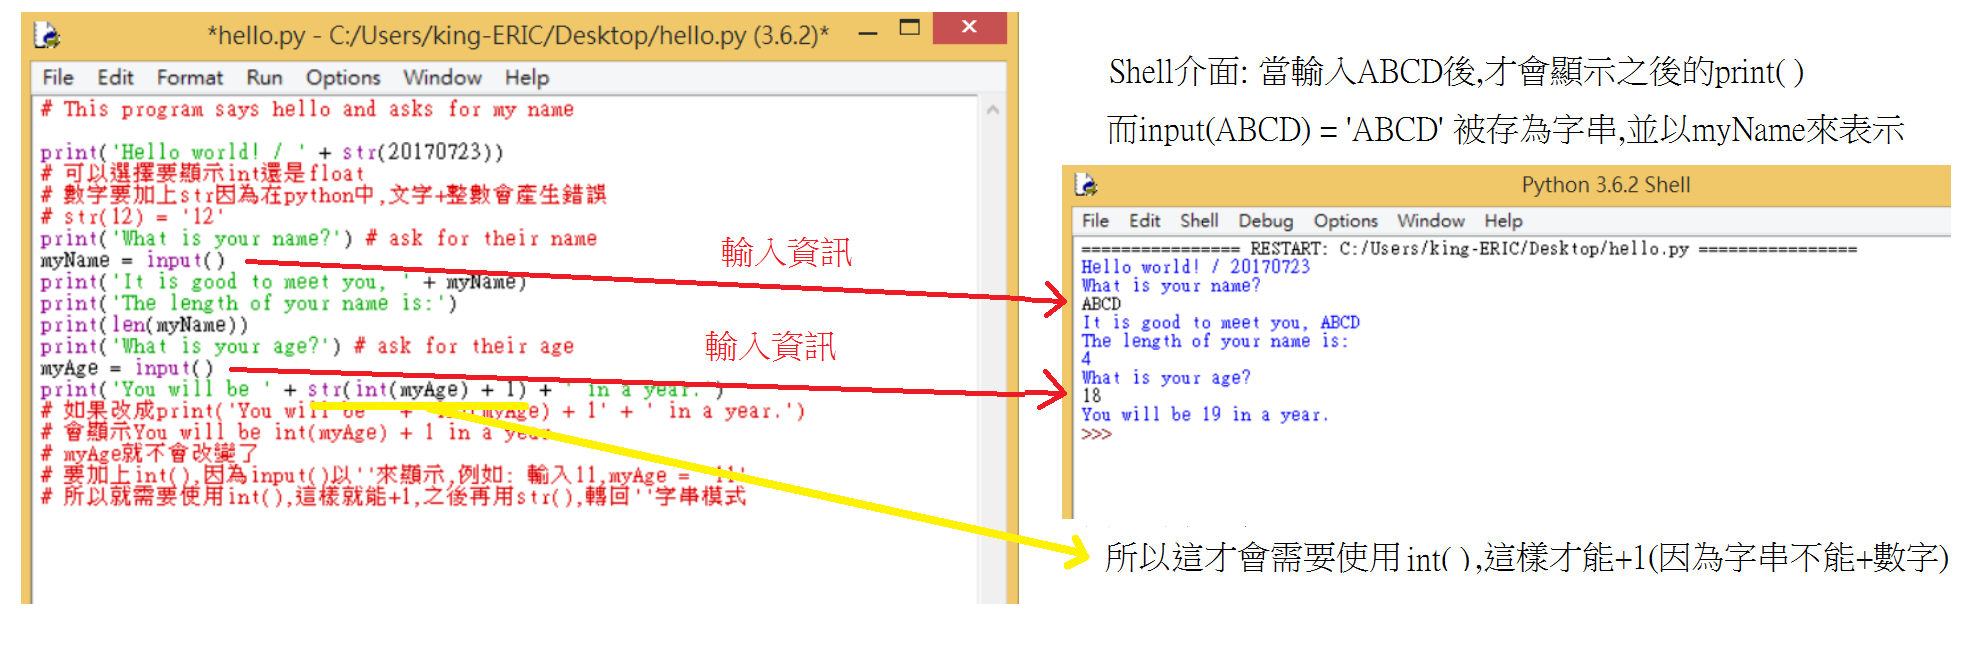 *hello.py - C:/Users/king-ERIC/Desktop/hello.py (3.6.2)*
File Edit Format Run Options Window Help
# This program says hello and asks for my name
print('Hello world! / ' + str(20170723))
# 可以選擇要顯示int還是float
# 數字要加上str因為在python中,文字+整數會產生錯誤
# str(12) = '12'
print('What is your name?') # ask for their name
myName = input()
print('It is good to meet you, ' + myName)
print('The length of your name is:')
print(len(myName))
print('What is your age?') # ask for their age
myAge = input()
print('You will be ' + str(int(myAge) + 1) + ' in a year.')
# 如果改成print('You will be ' + 'int(myAge) + 1' + ' in a year.')
# 會顯示You will be int(myAge) + 1 in a year
# myAge就不會改變了
# 要加上int(),因為input()以''來顯示,例如: 輸入11,myAge = '11'
# 所以就需要使用int(),這樣就能+1,之後再用str(),轉回''字串模式
輸入資訊
輸入資訊
Shell介面: 當輸入ABCD後,才會顯示之後的print( )
而input(ABCD) = 'ABCD' 被存為字串,並以myName來表示
Python 3.6.2 Shell
File Edit Shell Debug Options Window Help
================ RESTART: C:/Users/king-ERIC/Desktop/hello.py ================
Hello world! / 20170723
What is your name?
ABCD
It is good to meet you, ABCD
The length of your name is:
4
What is your age?
18
You will be 19 in a year.
>>>
所以這才會需要使用int( ),這樣才能+1(因為字串不能+數字)